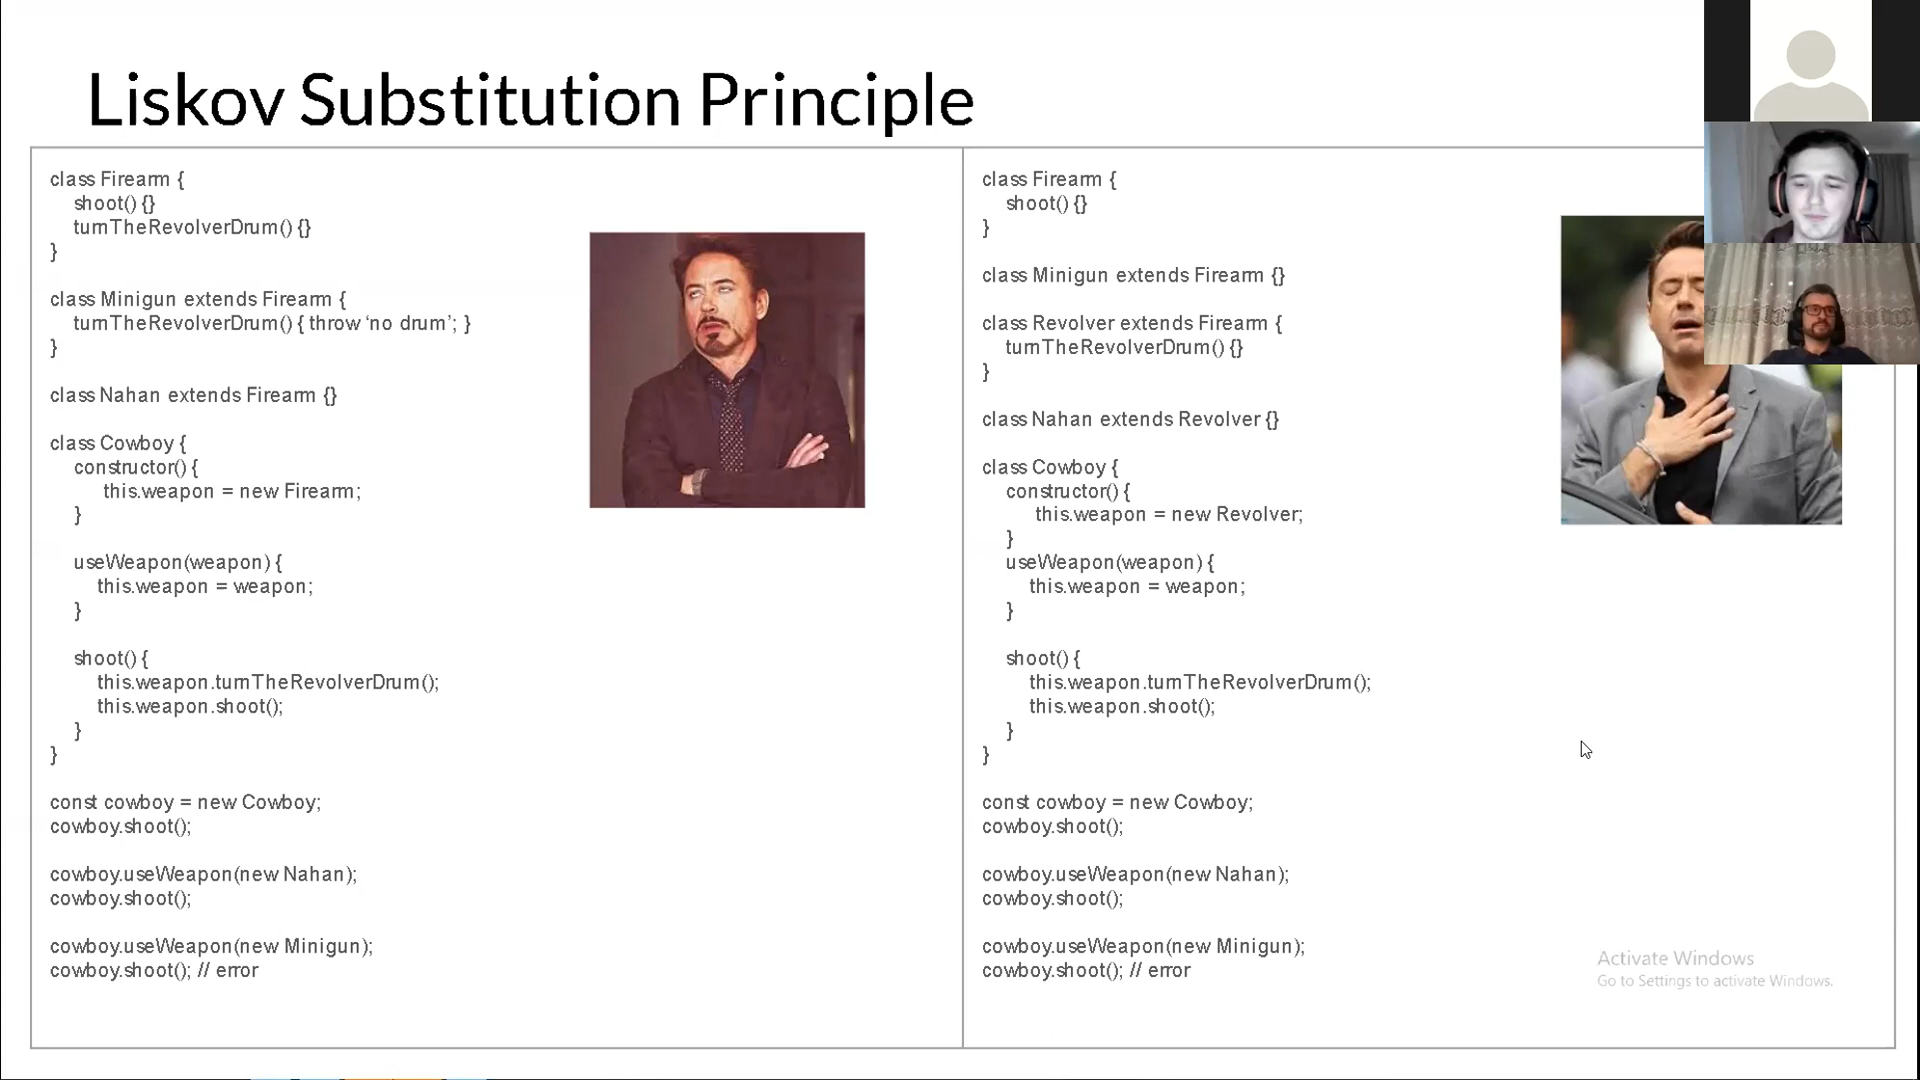 Liskov Substitution Principle
class Firearm {
shoot() {}
turnTheRevolverDrum() {}
}
class Minigun extends Firearm {
turnTheRevolverDrum() { throw ‘no drum’; }
}
class Nahan extends Firearm {}
class Cowboy {
constructor() {
this.weapon = new Firearm;
}
useWeapon(weapon) {
this.weapon = weapon;
}
shoot() {
this.weapon.turnTheRevolverDrum();
this.weapon.shoot();
}
}
const cowboy = new Cowboy;
cowboy.shoot();
cowboy.useWeapon(new Nahan);
cowboy.shoot();
cowboy.useWeapon(new Minigun);
cowboy.shoot(); // error
class Firearm {
shoot() {}
}
class Minigun extends Firearm {}
class Revolver extends Firearm {
turnTheRevolverDrum() {}
}
class Nahan extends Revolver {}
class Cowboy {
constructor() {
this.weapon = new Revolver;
}
useWeapon(weapon) {
this.weapon = weapon;
}
shoot() {
this.weapon.turnTheRevolverDrum();
this.weapon.shoot();
}
}
const cowboy = new Cowboy;
cowboy.shoot();
cowboy.useWeapon(new Nahan);
cowboy.shoot();
cowboy.useWeapon(new Minigun);
cowboy.shoot(); // error
Activate Windows
Go to Settings to activate Windows.